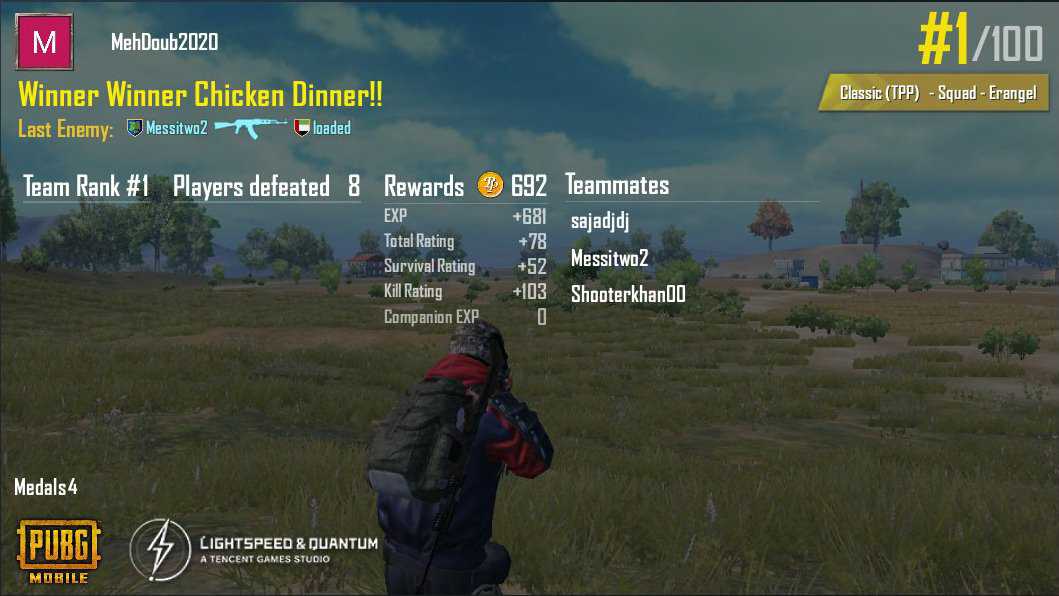 M
MehDoub2020
#1/100
Winner Winner Chicken Dinner!!
Classic (TPP) - Squad - Erangel
Last Enemy: Messitwo2 loaded
Team Rank #1 Players defeated 8
Rewards 692
EXP +681
Total Rating +78
Survival Rating +52
Kill Rating +103
Companion EXP 0
Teammates
sajadjdj
Messitwo2
Shooterkhan00
Medals4
PUBG
MOBILE
LIGHTSPEED & QUANTUM
A TENCENT GAMES STUDIO